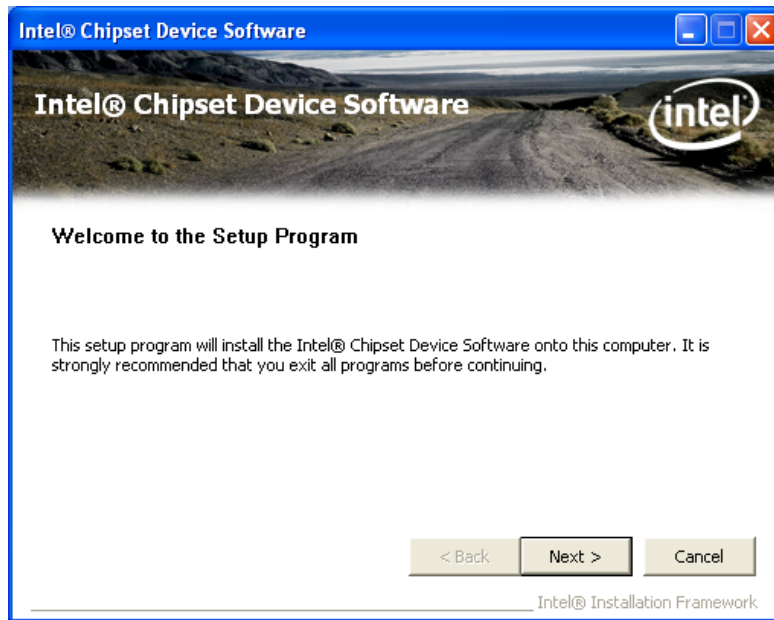 Intel® Chipset Device Software
Intel® Chipset Device Software
intel®
Welcome to the Setup Program
This setup program will install the Intel® Chipset Device Software onto this computer. It is
strongly recommended that you exit all programs before continuing.
< Back
Next >
Cancel
Intel® Installation Framework